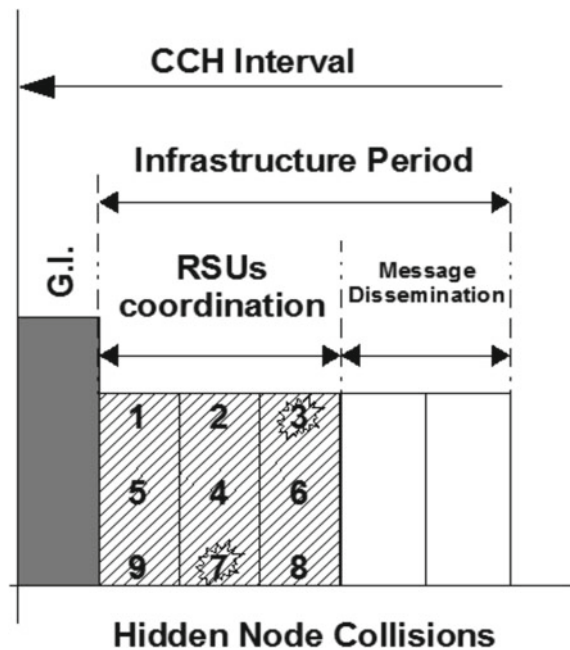 CCH Interval
Infrastructure Period
G.I.
RSUs
coordination
Message
Dissemination
1 2 3
5 4 6
9 7 8
Hidden Node Collisions